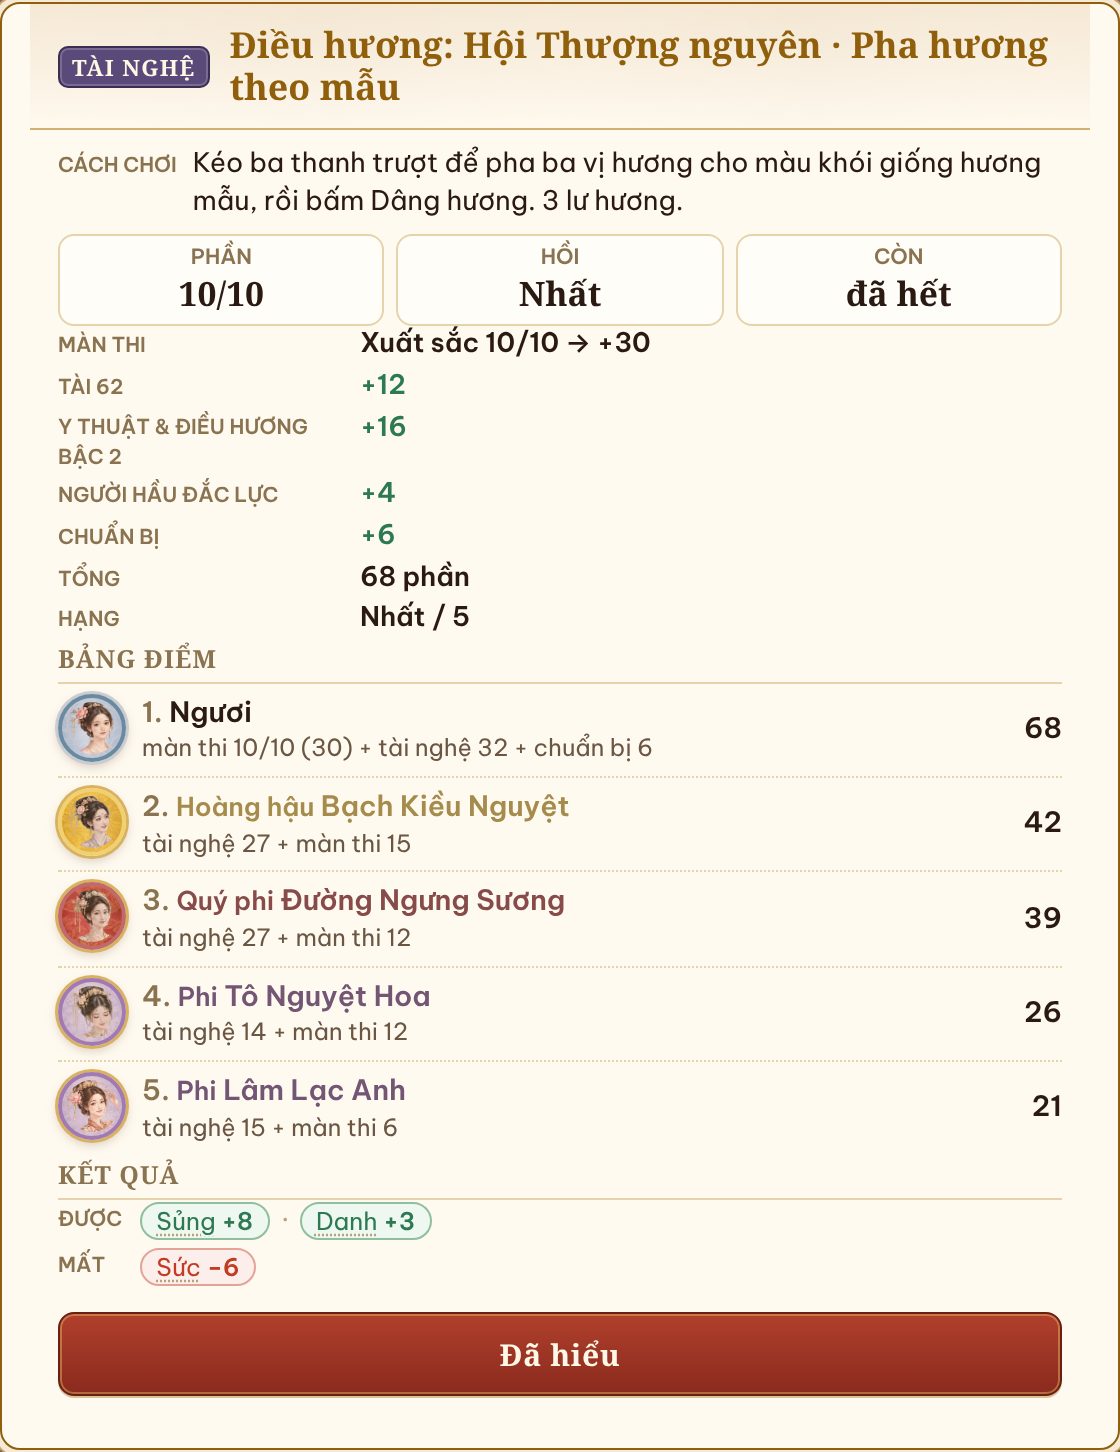 TÀI NGHỆ
Điều hương: Hội Thượng nguyên · Pha hương
theo mẫu
CÁCH CHƠI Kéo ba thanh trượt để pha ba vị hương cho màu khói giống hương
mẫu, rồi bấm Dâng hương. 3 lư hương.
PHẦN
10/10
HỒI
Nhất
CÒN
đã hết
MÀN THI Xuất sắc 10/10 → +30
TÀI 62 +12
Y THUẬT & ĐIỀU HƯƠNG +16
BẬC 2
NGƯỜI HẦU ĐẮC LỰC +4
CHUẨN BỊ +6
TỔNG 68 phần
HẠNG Nhất / 5
BẢNG ĐIỂM
1. Ngươi 68
màn thi 10/10 (30) + tài nghệ 32 + chuẩn bị 6
2. Hoàng hậu Bạch Kiều Nguyệt 42
tài nghệ 27 + màn thi 15
3. Quý phi Đường Ngưng Sương 39
tài nghệ 27 + màn thi 12
4. Phi Tô Nguyệt Hoa 26
tài nghệ 14 + màn thi 12
5. Phi Lâm Lạc Anh 21
tài nghệ 15 + màn thi 6
KẾT QUẢ
ĐƯỢC Sủng +8 · Danh +3
MẤT Sức −6
Đã hiểu